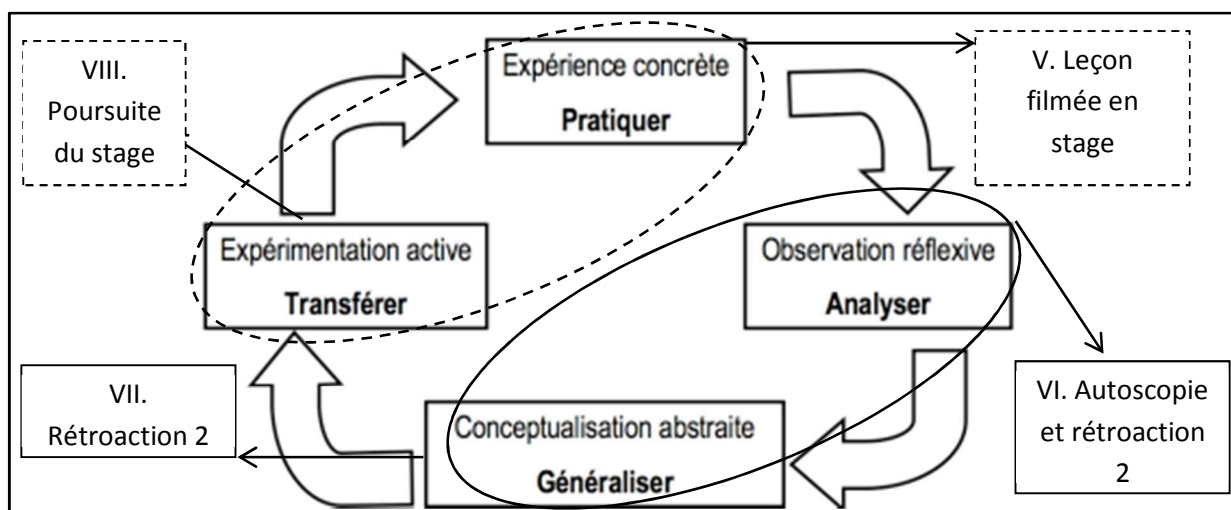 VIII.
Poursuite
du stage
Expérience concrète
Pratiquer
V. Leçon
filmée en
stage
Expérimentation active
Transférer
Observation réflexive
Analyser
VII.
Rétroaction 2
Conceptualisation abstraite
Généraliser
VI. Autoscopie
et rétroaction
2